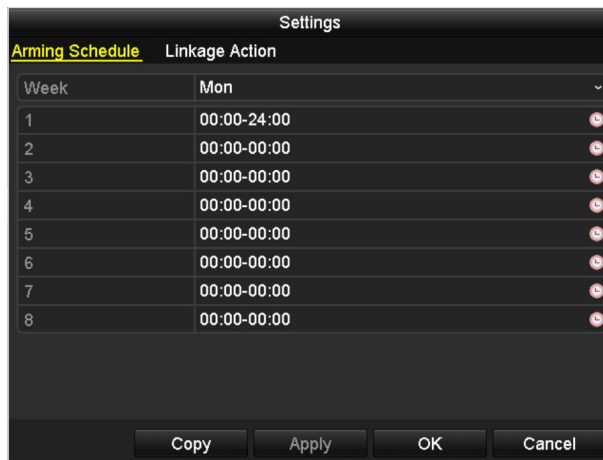 Settings
Arming Schedule Linkage Action
Week Mon
1 00:00-24:00
2 00:00-00:00
3 00:00-00:00
4 00:00-00:00
5 00:00-00:00
6 00:00-00:00
7 00:00-00:00
8 00:00-00:00
Copy Apply OK Cancel